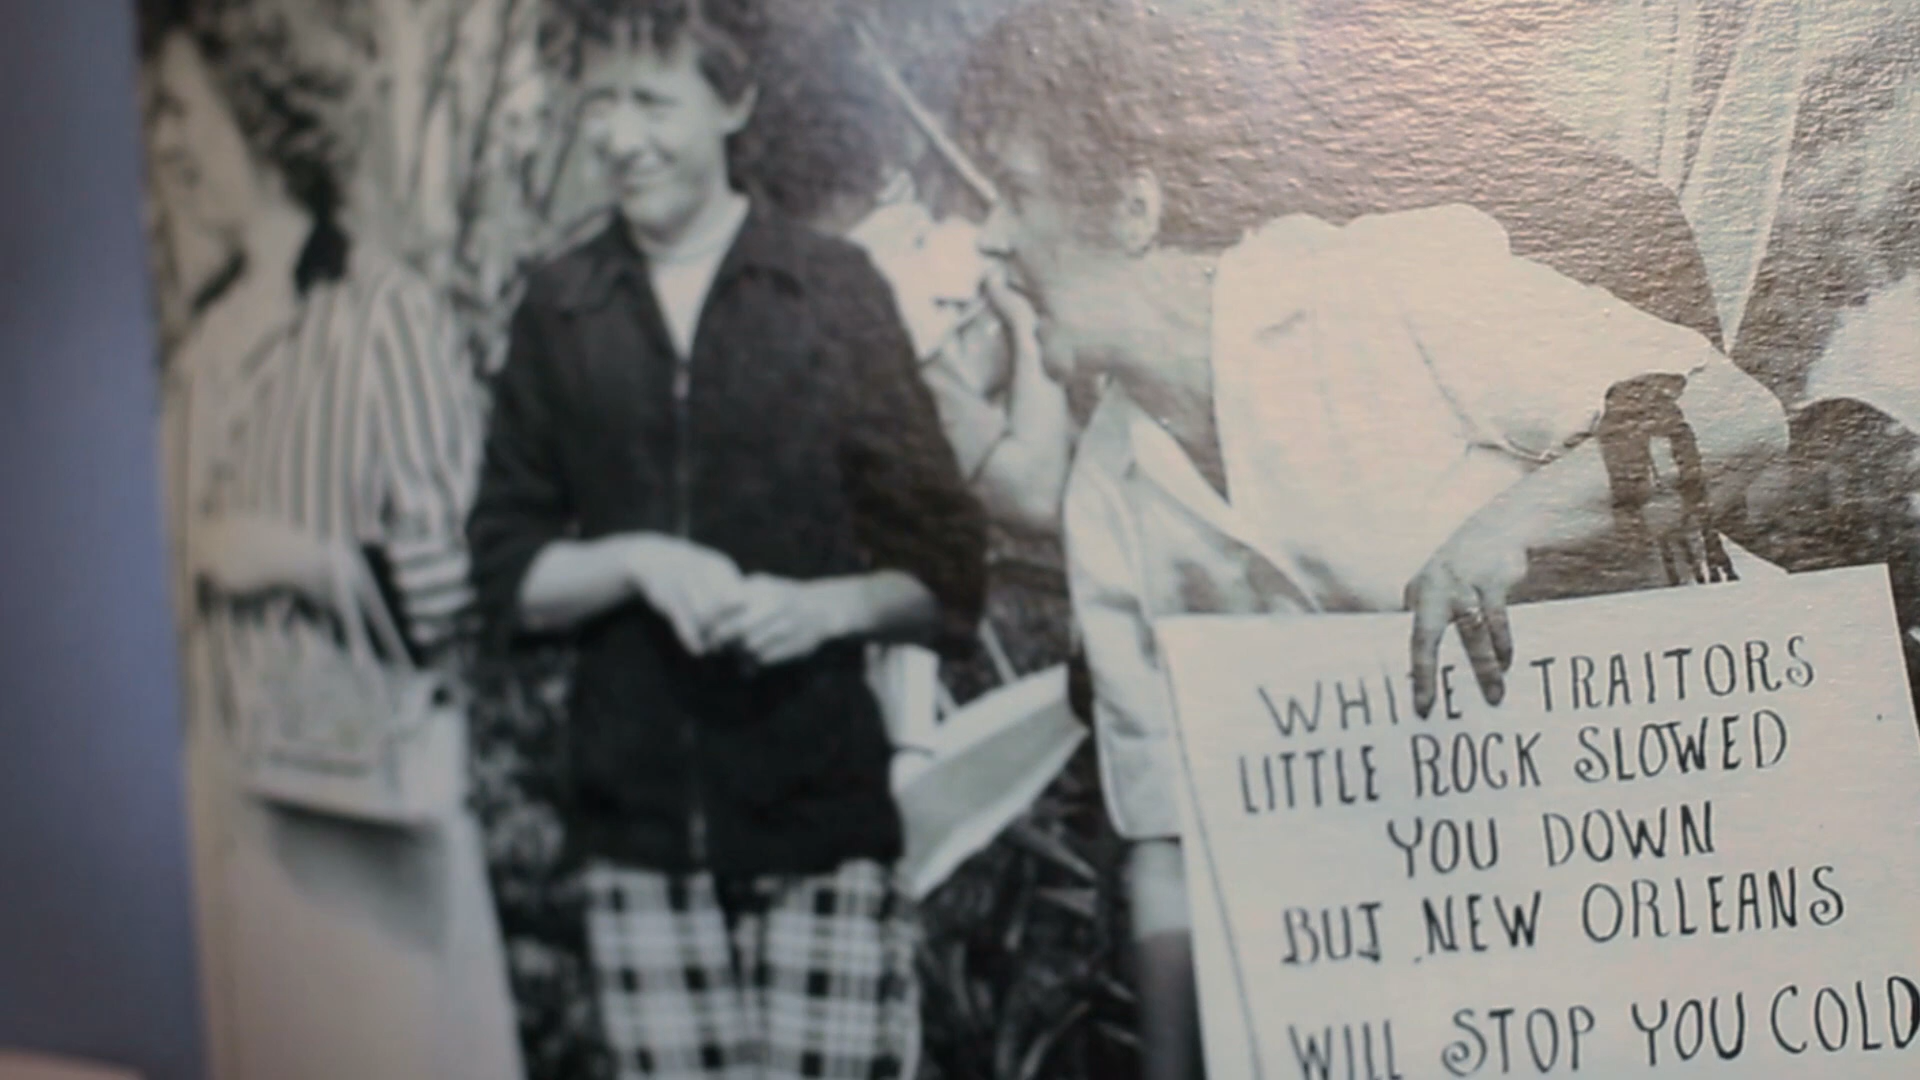 WHITE TRAITORS
LITTLE ROCK SLOWED
YOU DOWN
BUT NEW ORLEANS
WILL STOP YOU COLD